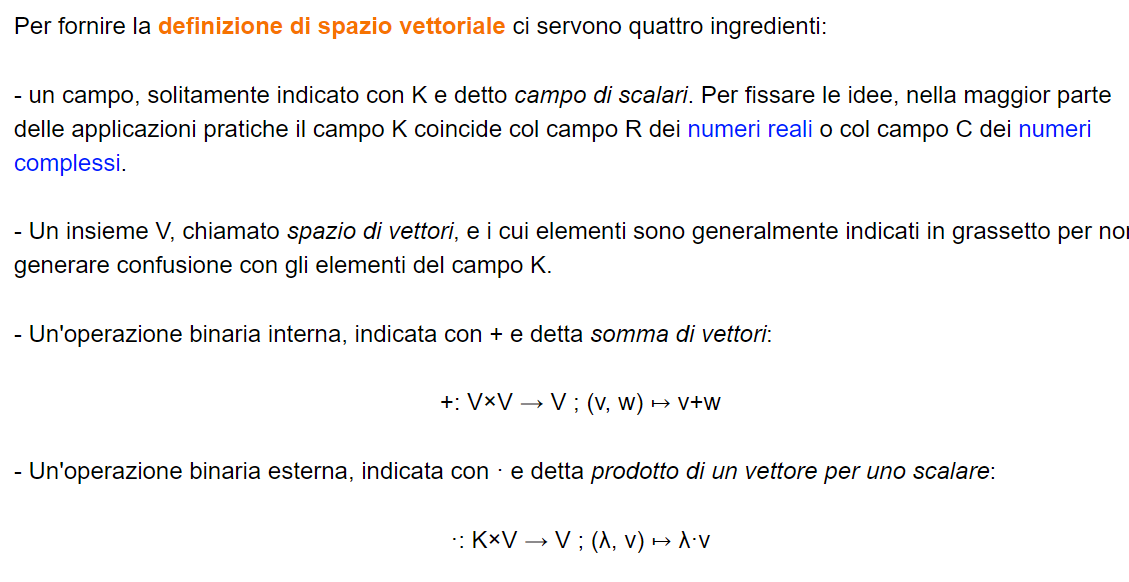 Per fornire la definizione di spazio vettoriale ci servono quattro ingredienti:
- un campo, solitamente indicato con K e detto campo di scalari. Per fissare le idee, nella maggior parte
delle applicazioni pratiche il campo K coincide col campo R dei numeri reali o col campo C dei numeri
complessi.
- Un insieme V, chiamato spazio di vettori, e i cui elementi sono generalmente indicati in grassetto per
generare confusione con gli elementi del campo K.
- Un'operazione binaria interna, indicata con + e detta somma di vettori:
+: V×V → V ; (v, w) ↦ v+w
- Un'operazione binaria esterna, indicata con · e detta prodotto di un vettore per uno scalare:
·: K×V → V ; (λ, v) ↦ λ·v